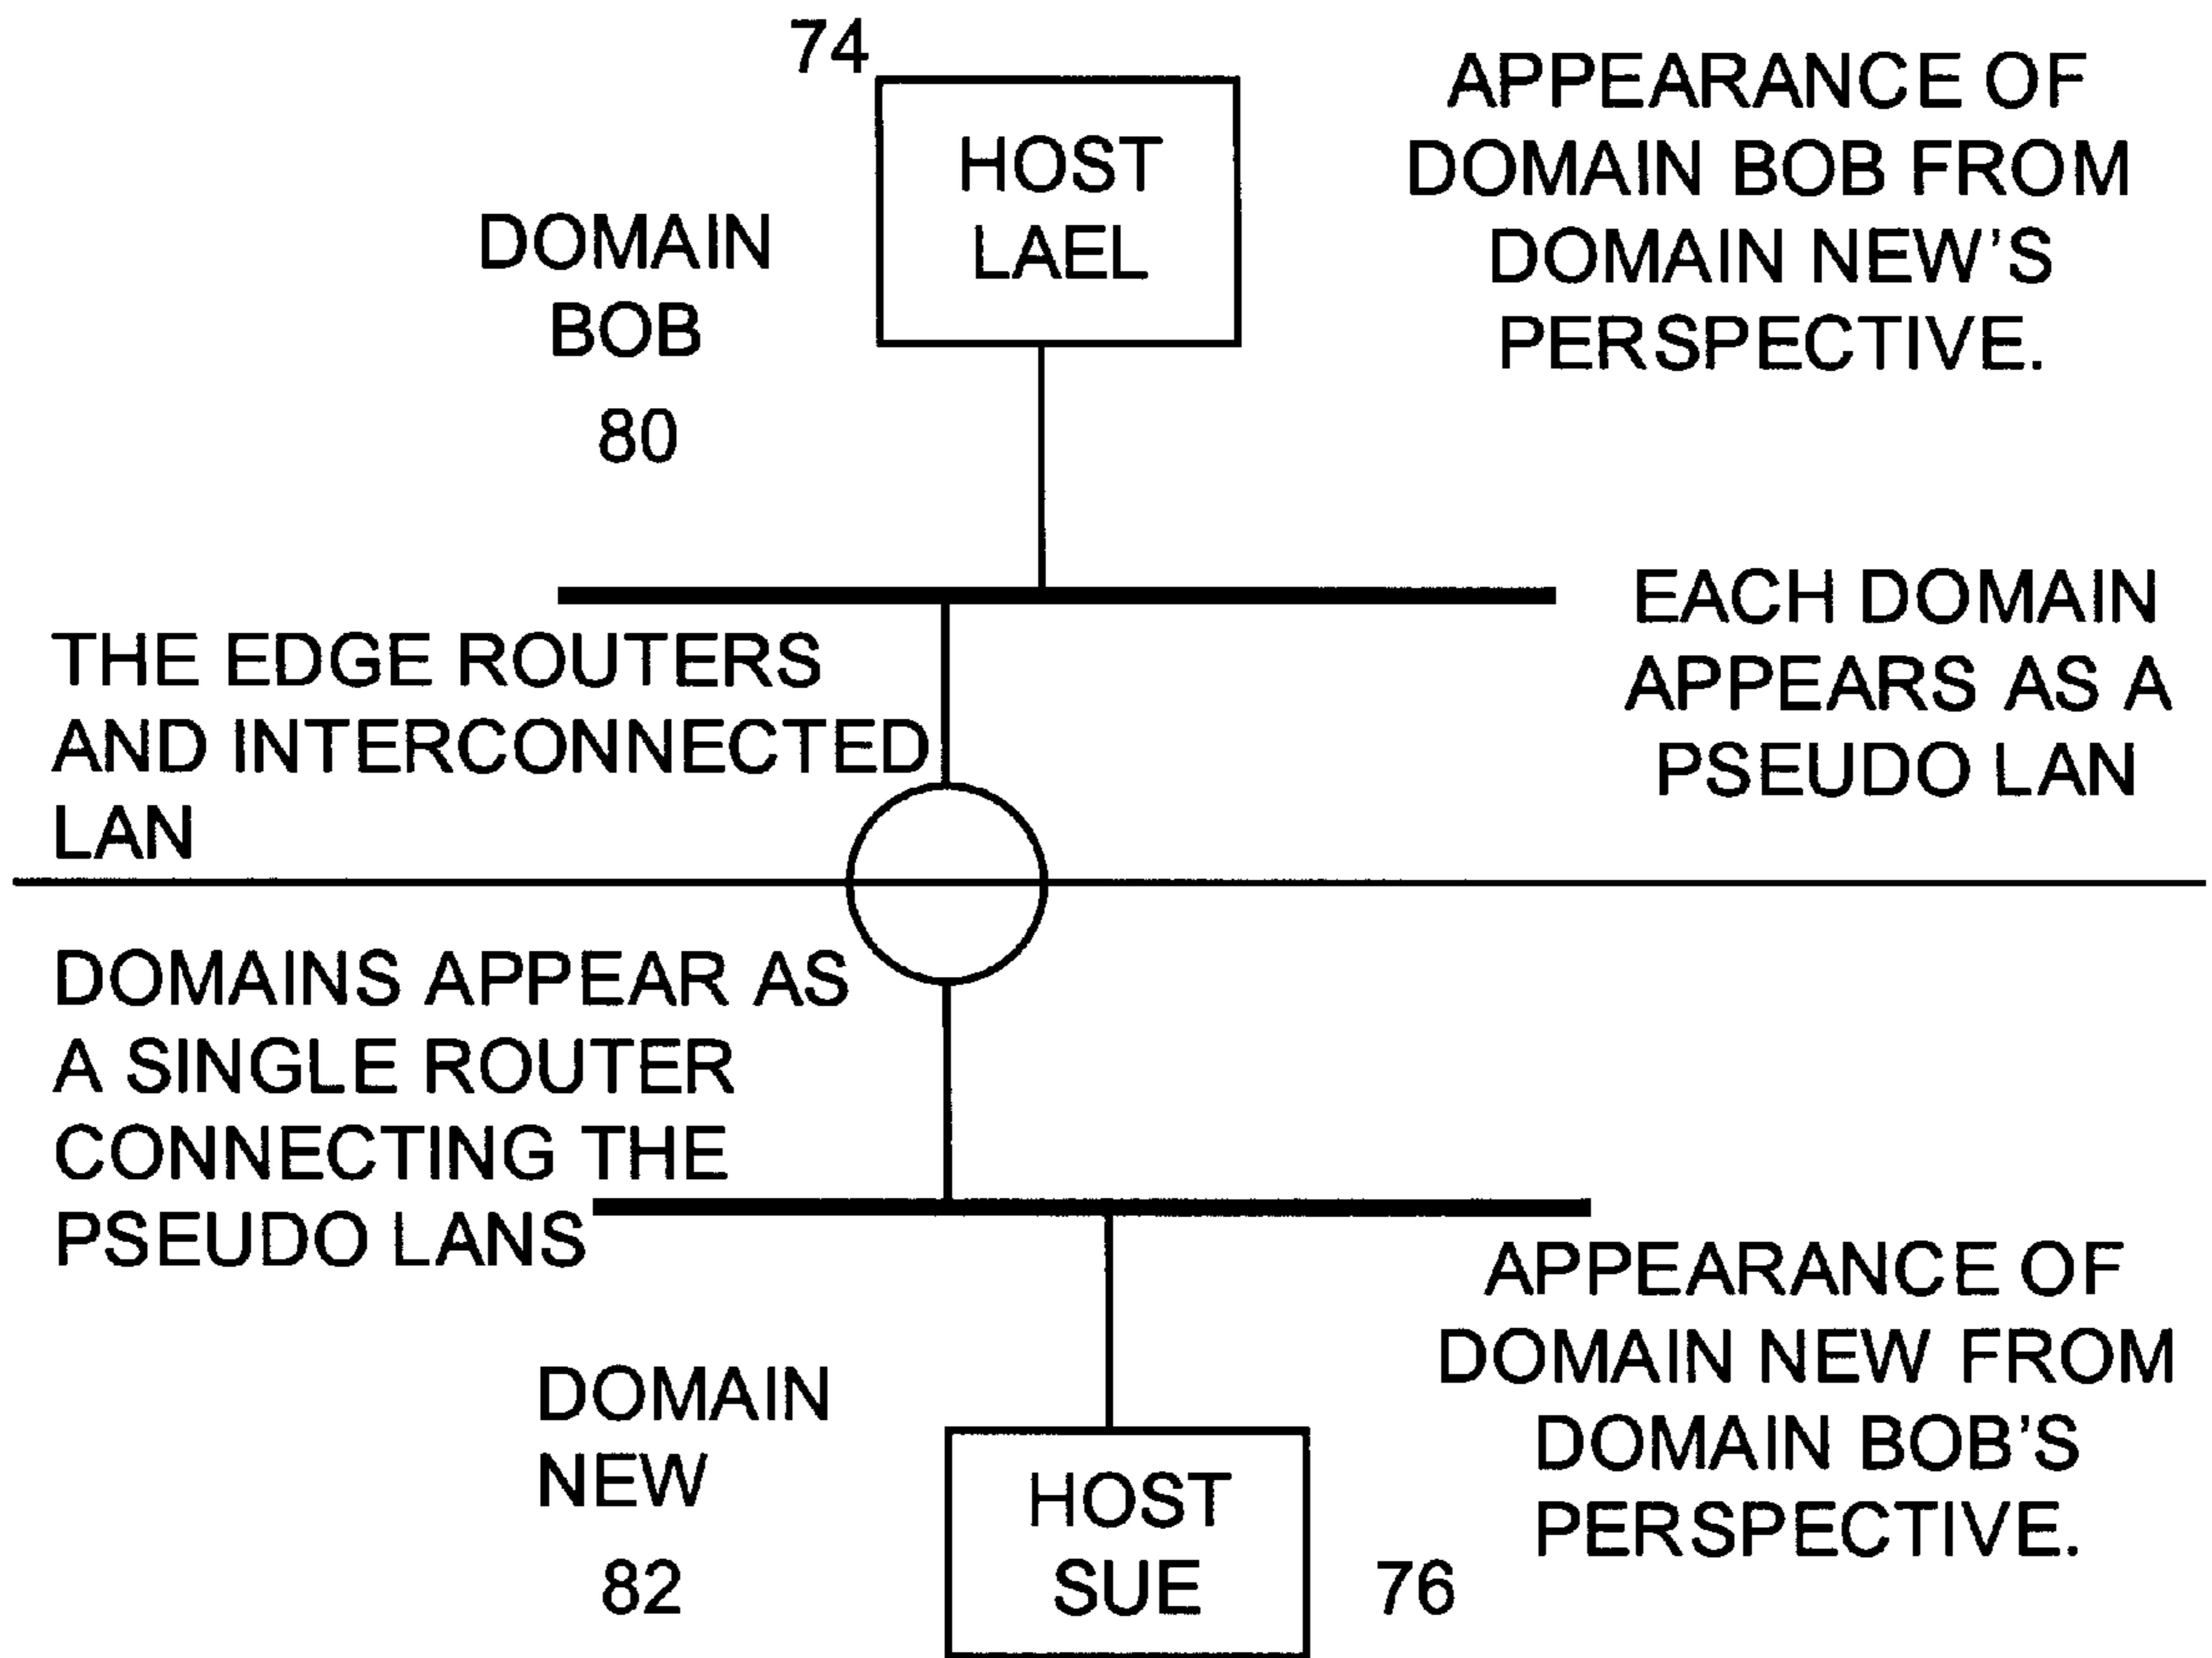 74
HOST
LAEL
DOMAIN
BOB
80
APPEARANCE OF
DOMAIN BOB FROM
DOMAIN NEW'S
PERSPECTIVE.
THE EDGE ROUTERS
AND INTERCONNECTED
LAN
EACH DOMAIN
APPEARS AS A
PSEUDO LAN
DOMAINS APPEAR AS
A SINGLE ROUTER
CONNECTING THE
PSEUDO LANS
DOMAIN
NEW
82
HOST
SUE
76
APPEARANCE OF
DOMAIN NEW FROM
DOMAIN BOB'S
PERSPECTIVE.